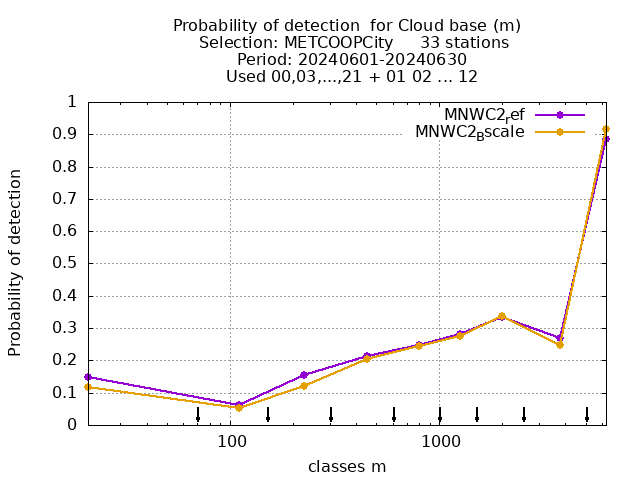 Probability of detection  for Cloud base (m)
Selection: METCOOPCity     33 stations
Period: 20240601-20240630
Used 00,03,...,21 + 01 02 ... 12
MNWC2ref
MNWC2Bscale
Probability of detection
1
0.9
0.8
0.7
0.6
0.5
0.4
0.3
0.2
0.1
0
100
1000
classes m